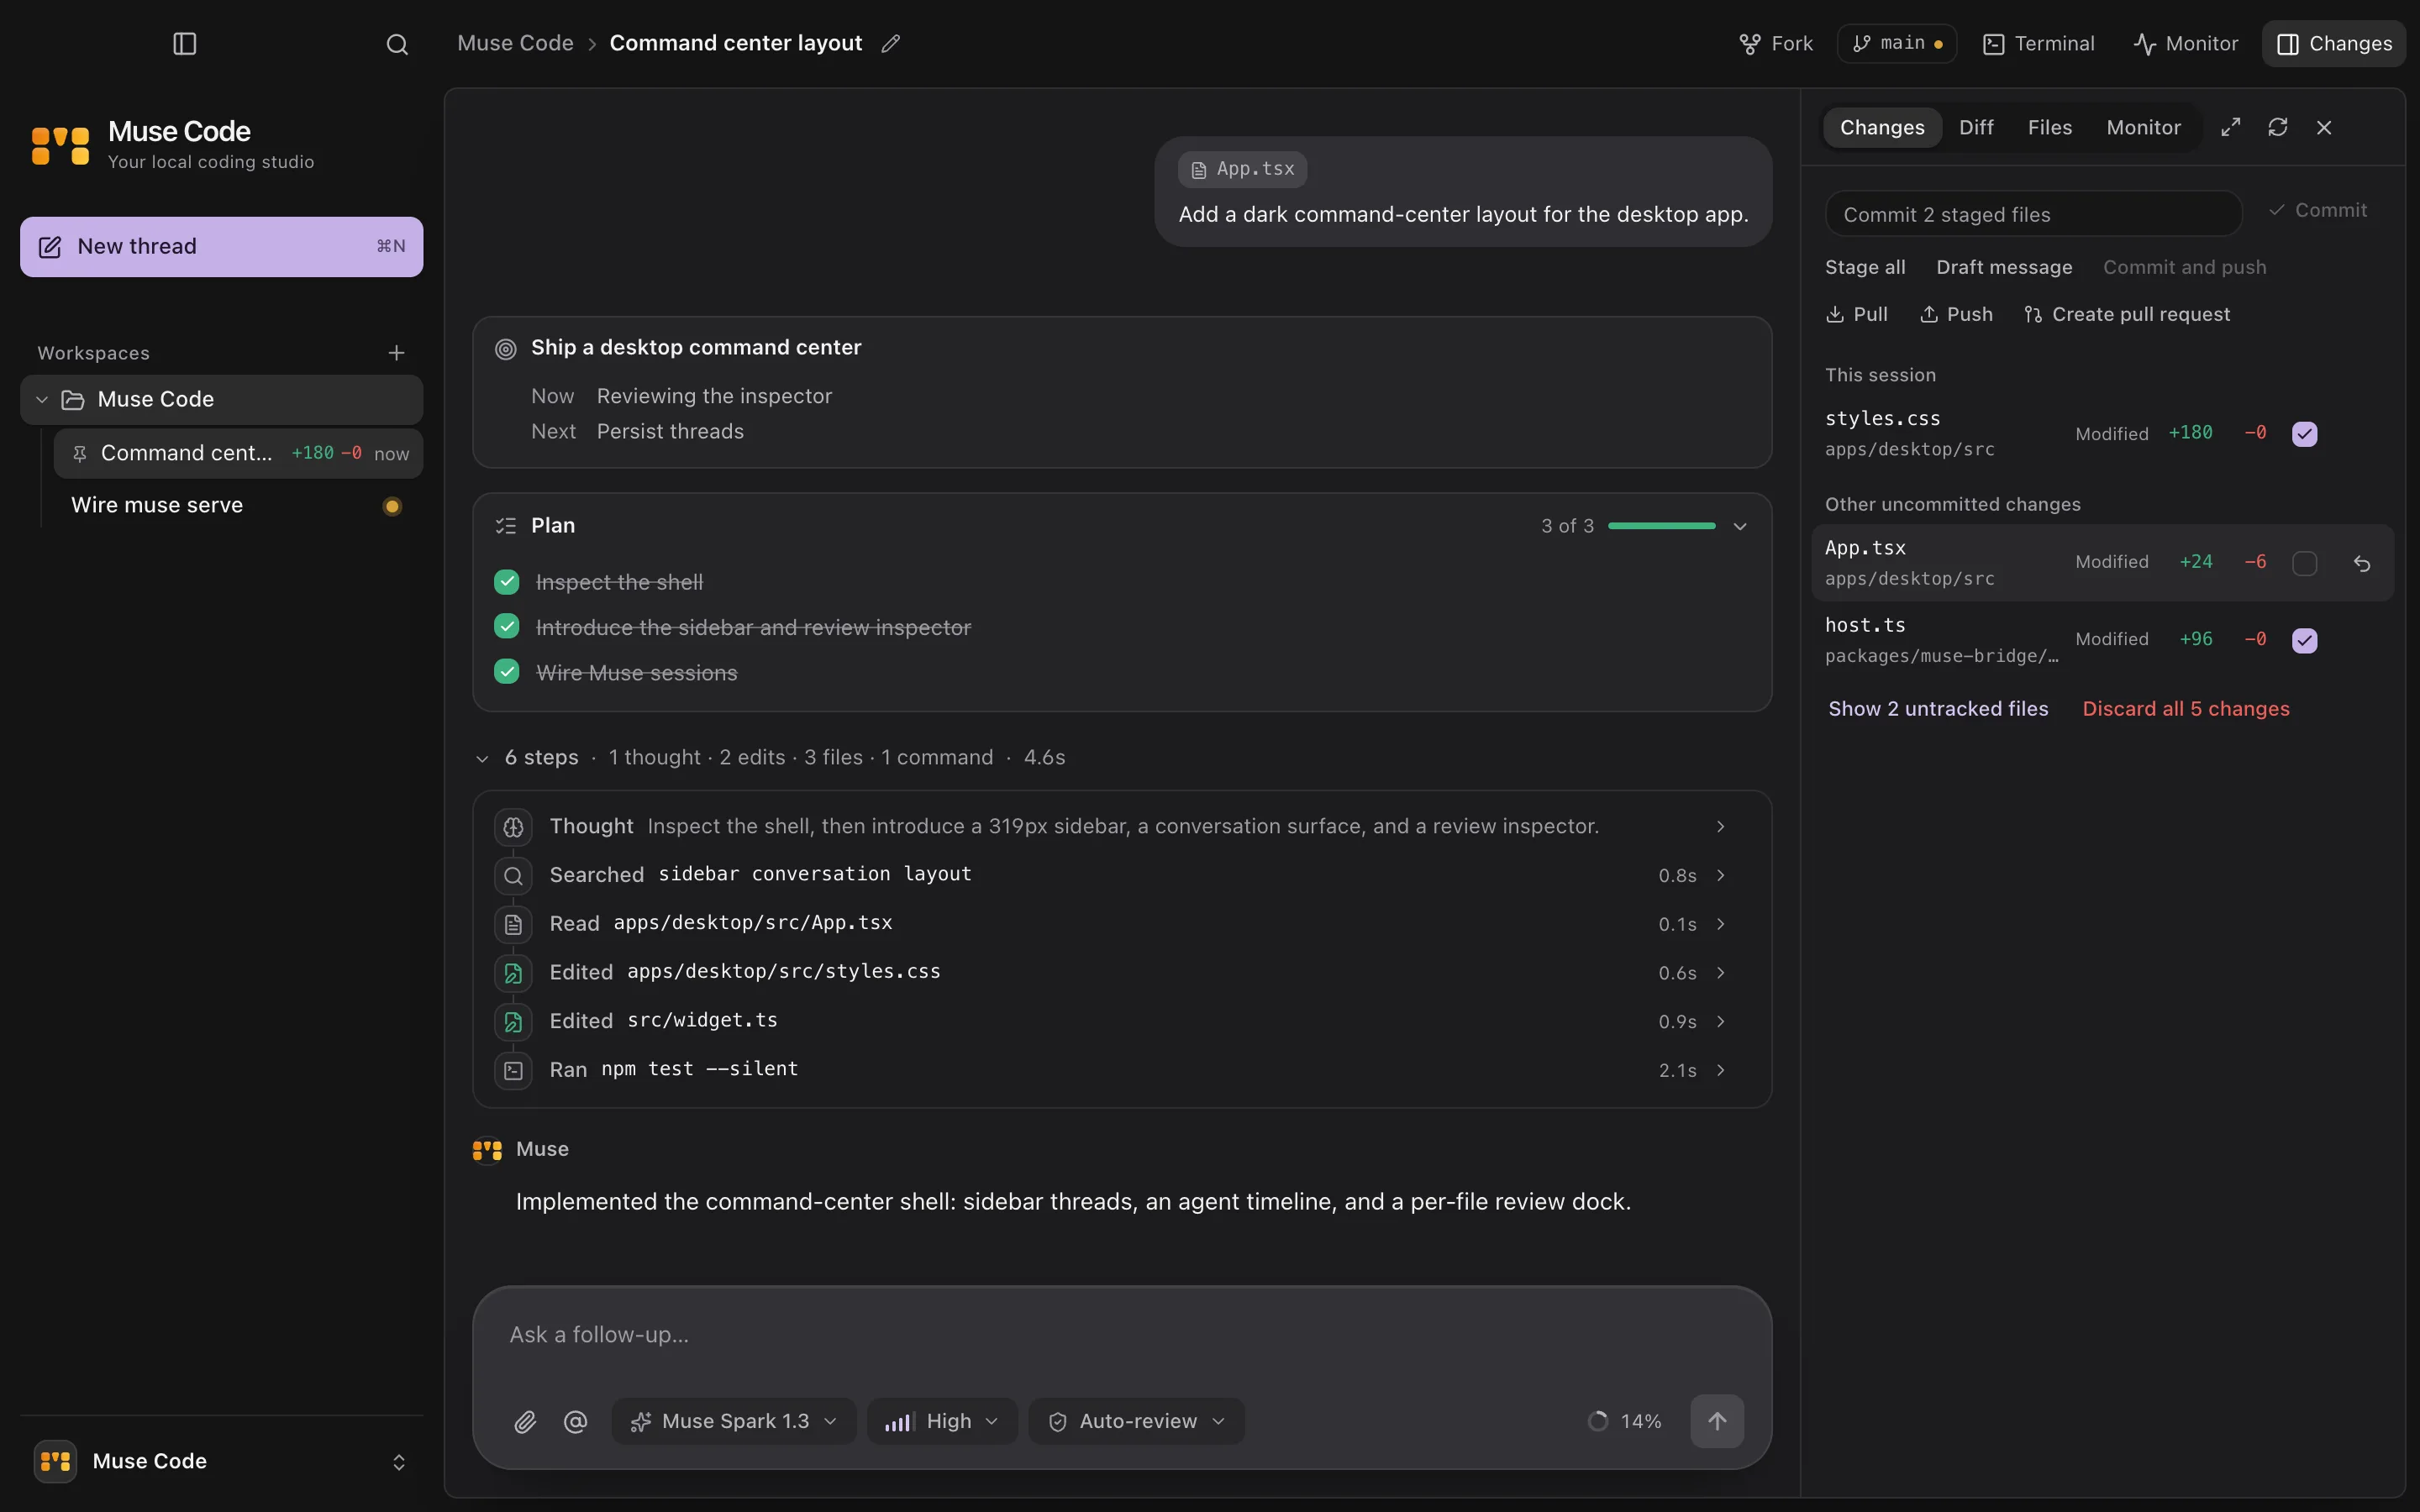 Muse Code › Command center layout
Fork
main
Terminal
Monitor
Changes
Muse Code
Your local coding studio
New thread ⌘N
Workspaces
Muse Code
Command cent... +180 −0 now
Wire muse serve
Muse Code
App.tsx
Add a dark command-center layout for the desktop app.
Ship a desktop command center
Now Reviewing the inspector
Next Persist threads
Plan 3 of 3
Inspect the shell
Introduce the sidebar and review inspector
Wire Muse sessions
6 steps · 1 thought · 2 edits · 3 files · 1 command · 4.6s
Thought Inspect the shell, then introduce a 319px sidebar, a conversation surface, and a review inspector.
Searched sidebar conversation layout 0.8s
Read apps/desktop/src/App.tsx 0.1s
Edited apps/desktop/src/styles.css 0.6s
Edited src/widget.ts 0.9s
Ran npm test --silent 2.1s
Muse
Implemented the command-center shell: sidebar threads, an agent timeline, and a per-file review dock.
Ask a follow-up...
Muse Spark 1.3 High Auto-review 14%
Changes Diff Files Monitor
Commit 2 staged files Commit
Stage all Draft message Commit and push
Pull Push Create pull request
This session
styles.css
apps/desktop/src
Modified +180 −0
Other uncommitted changes
App.tsx
apps/desktop/src
Modified +24 −6
host.ts
packages/muse-bridge/…
Modified +96 −0
Show 2 untracked files Discard all 5 changes